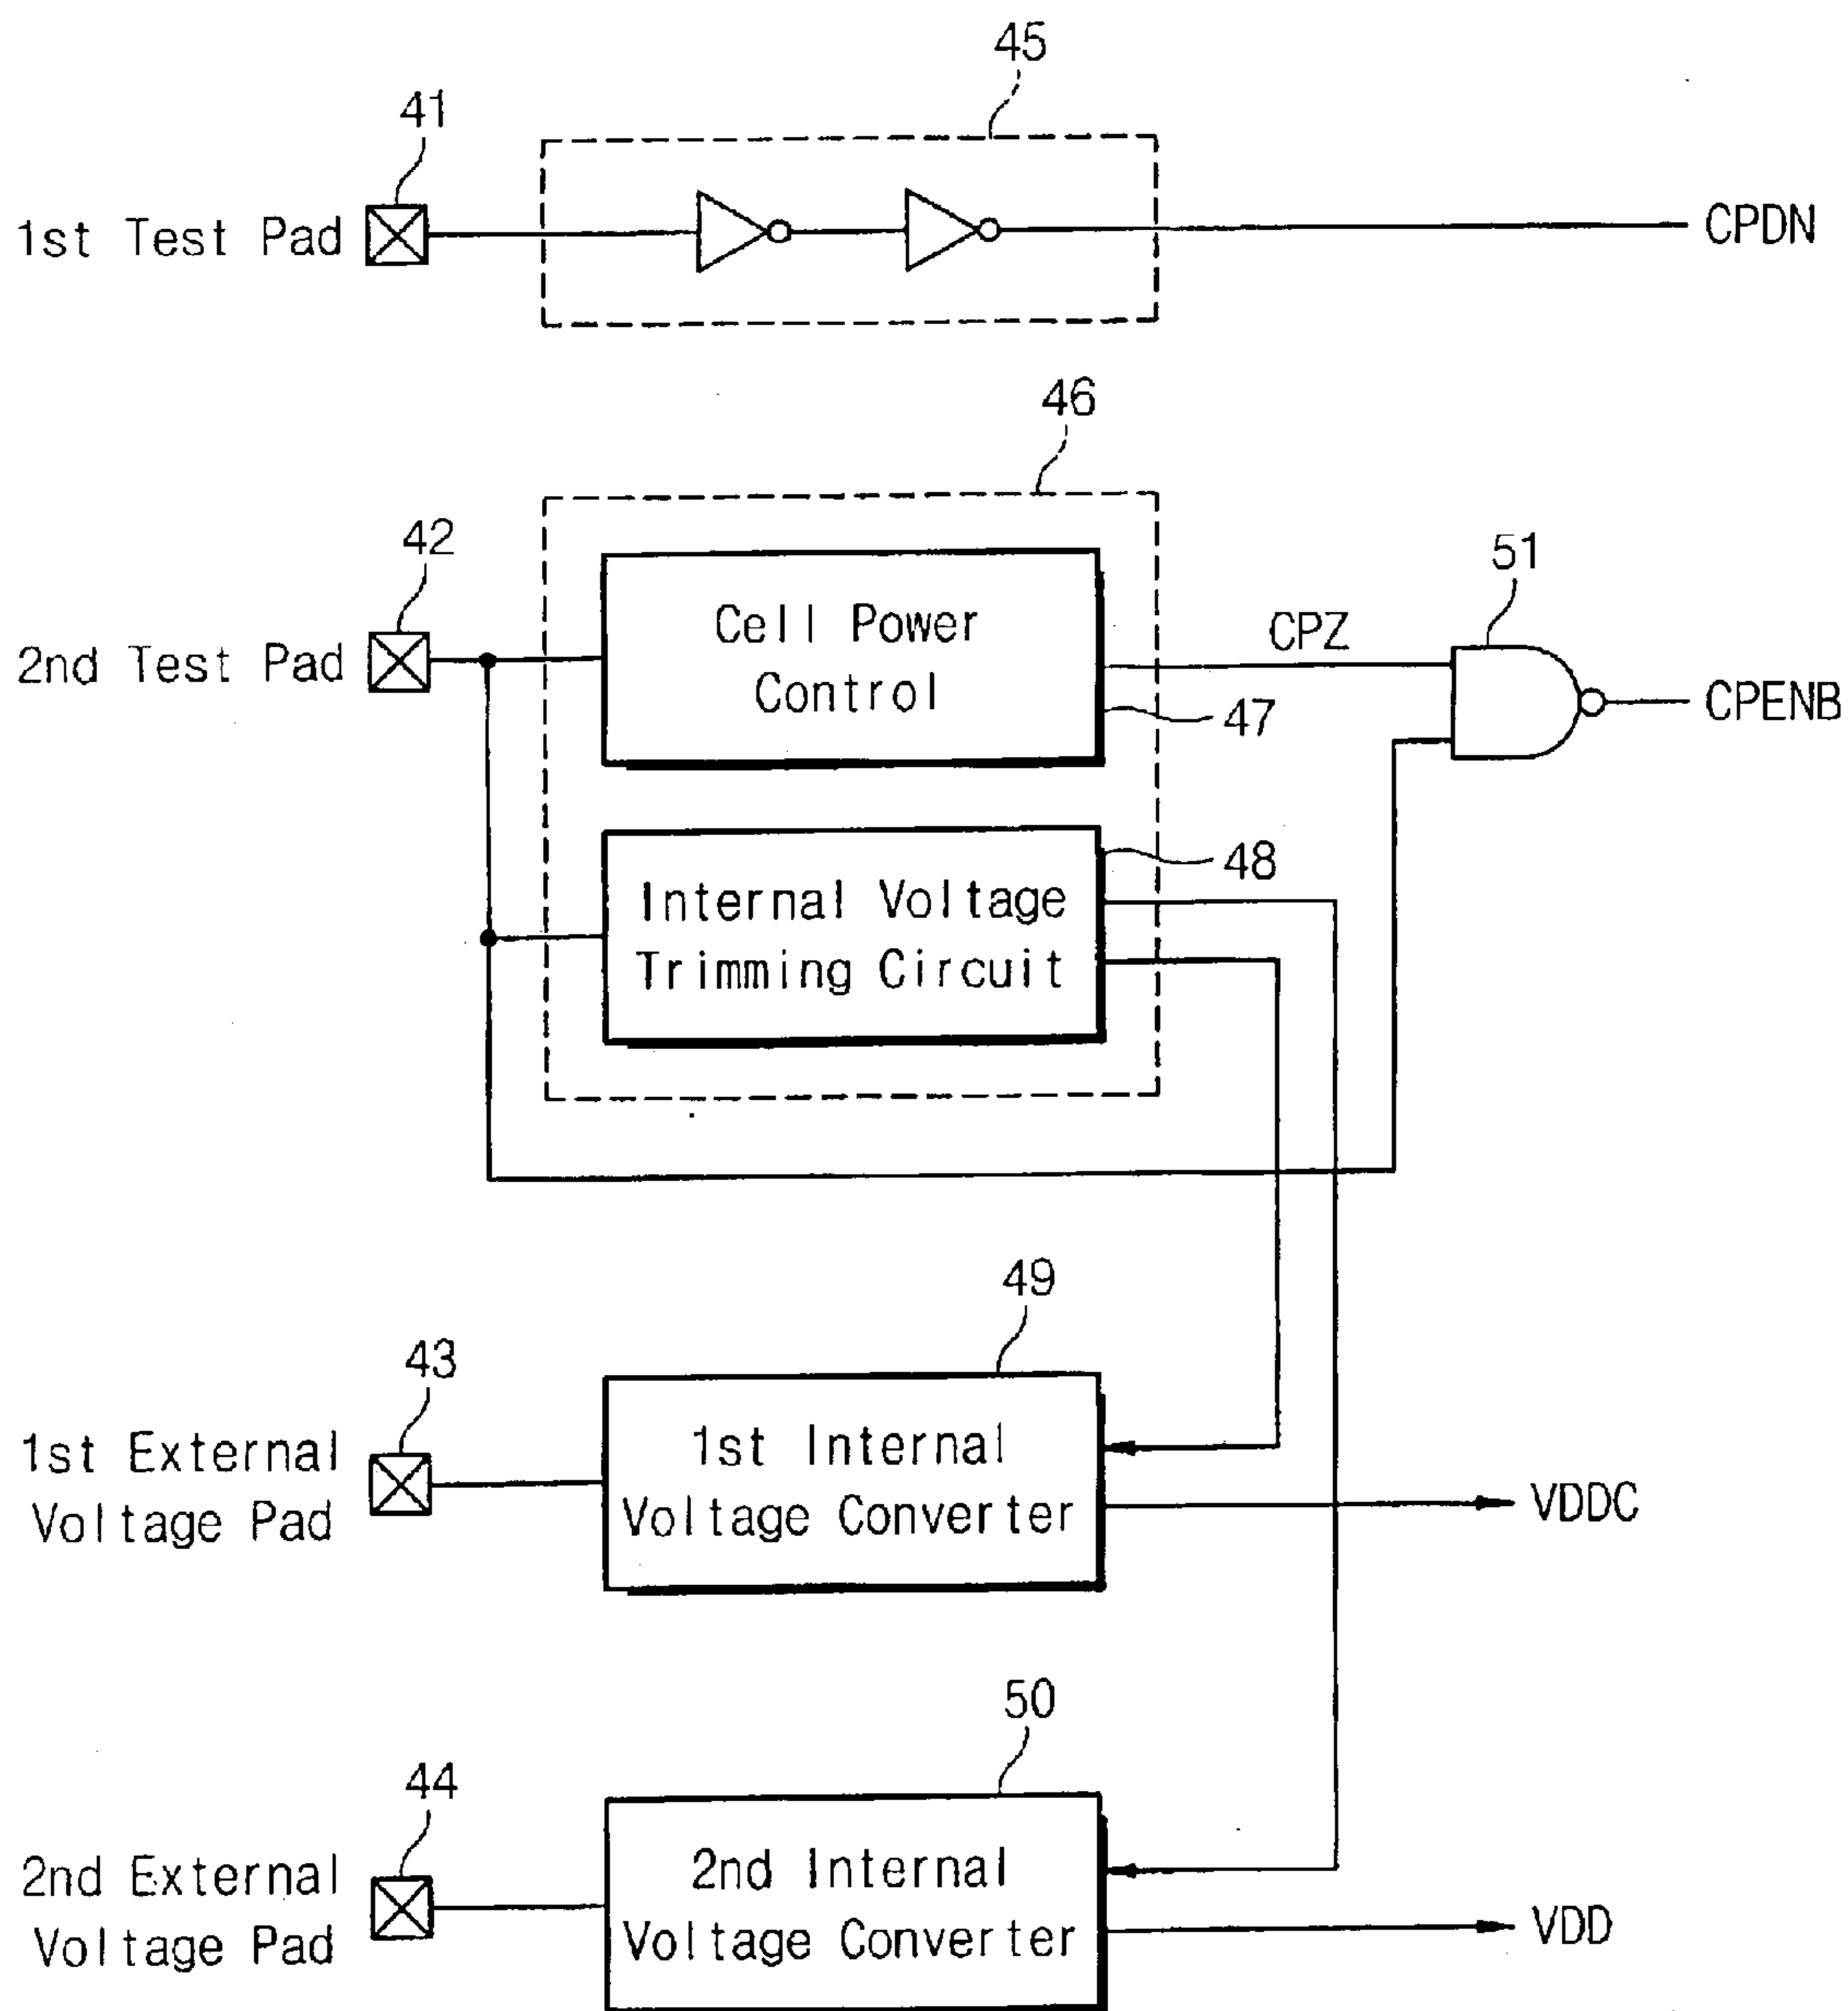 45
41
1st Test Pad
CPDN
46
42
51
2nd Test Pad
Cell Power
Control
CPZ
CPENB
47
48
Internal Voltage
Trimming Circuit
49
43
1st External
Voltage Pad
1st Internal
Voltage Converter
VDDC
50
44
2nd External
Voltage Pad
2nd Internal
Voltage Converter
VDD